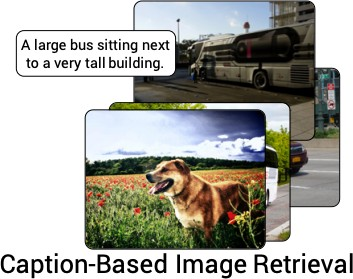 A large bus sitting next
to a very tall building.
Caption-Based Image Retrieval